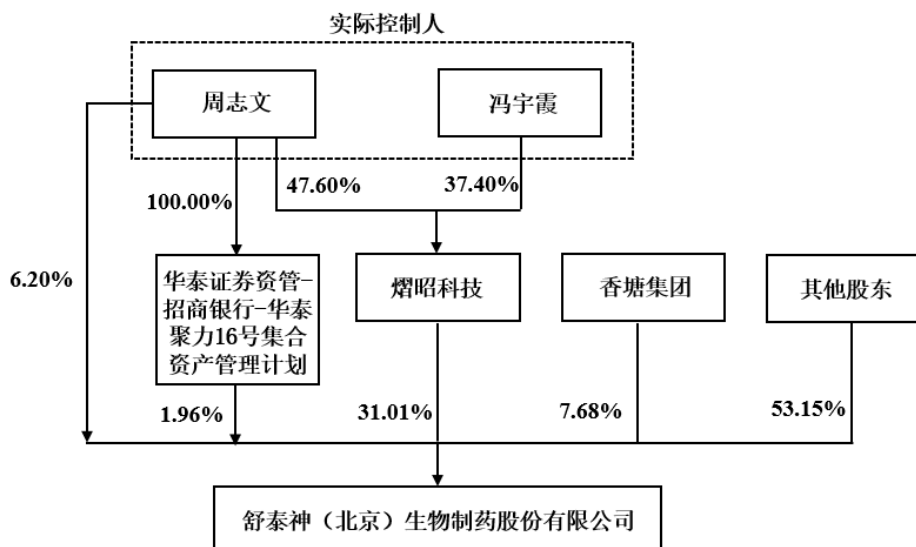 实际控制人
周志文
冯宇霞
100.00%
47.60%
37.40%
6.20%
华泰证券资管-
招商银行-华泰
聚力16号集合
资产管理计划
熠昭科技
香塘集团
其他股东
1.96%
31.01%
7.68%
53.15%
舒泰神（北京）生物制药股份有限公司